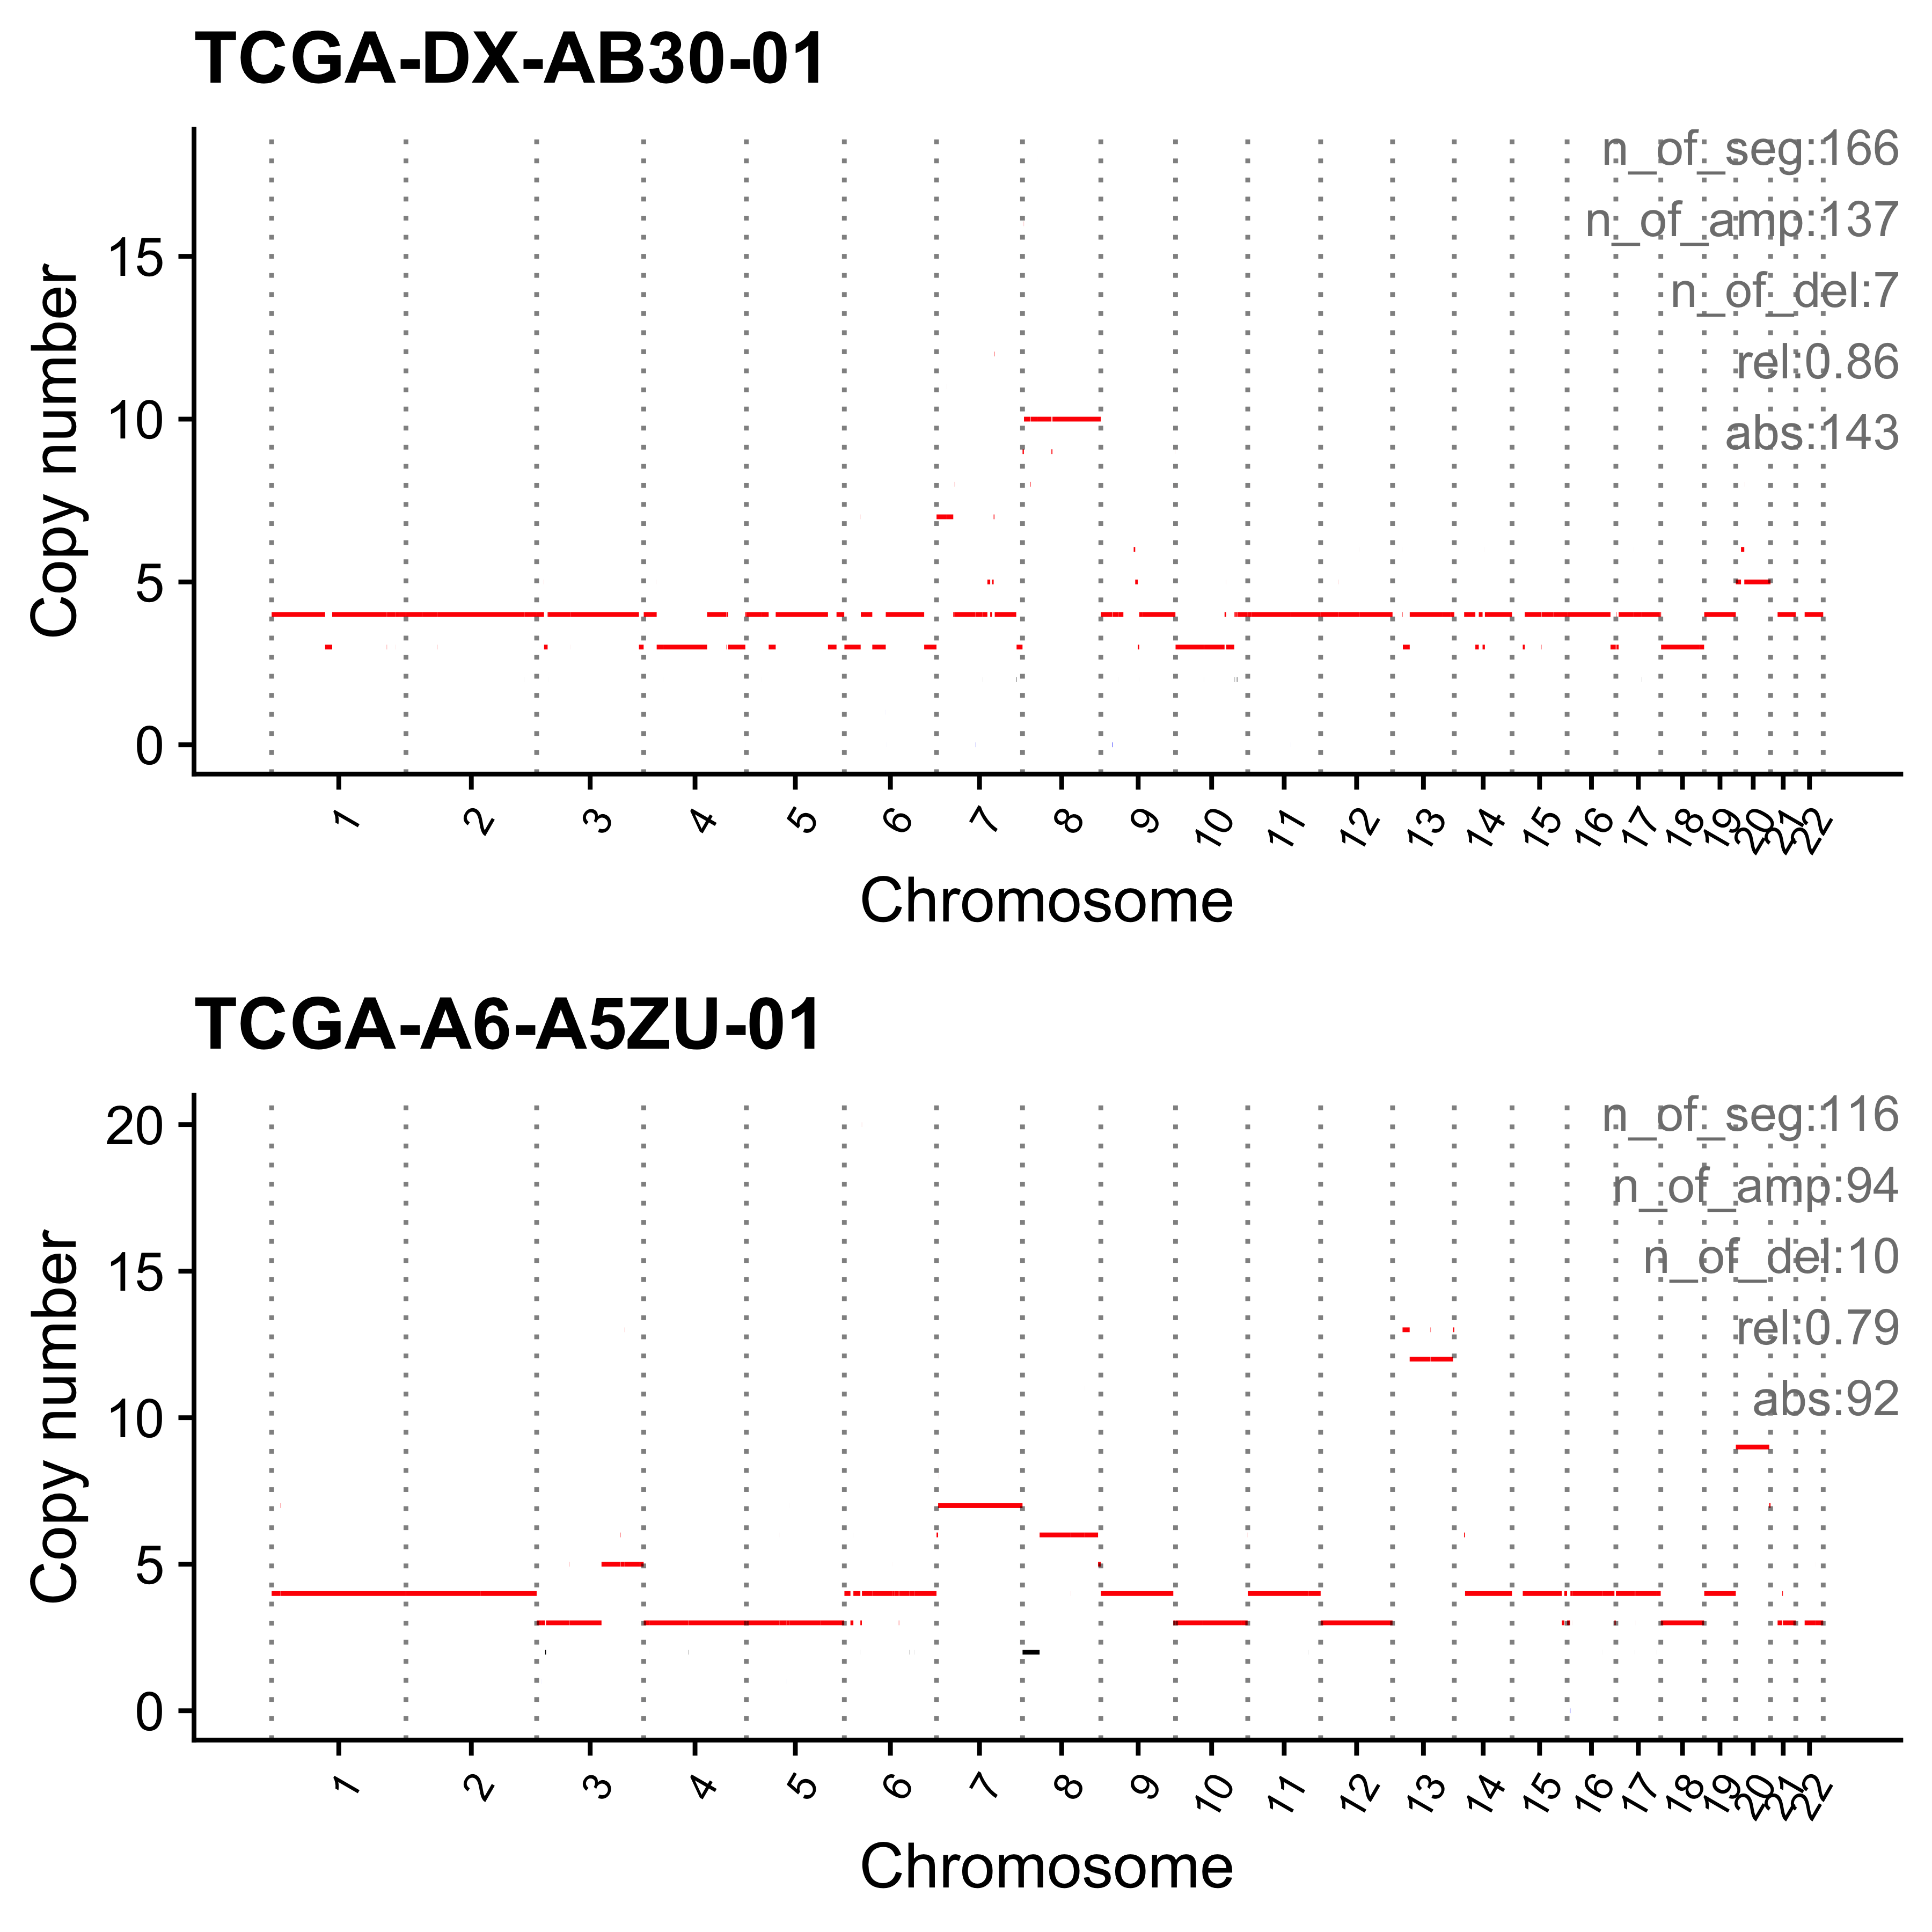 TCGA-DX-AB30-01
n_of_seg:166
n_of_amp:137
n_of_del:7
rel:0.86
abs:143
Copy number
15
10
5
0
1 2 3 4 5 6 7 8 9 10 11 12 13 14 15 16 17 18 19 20 21 22
Chromosome
TCGA-A6-A5ZU-01
n_of_seg:116
n_of_amp:94
n_of_del:10
rel:0.79
abs:92
Copy number
20
15
10
5
0
1 2 3 4 5 6 7 8 9 10 11 12 13 14 15 16 17 18 19 20 21 22
Chromosome